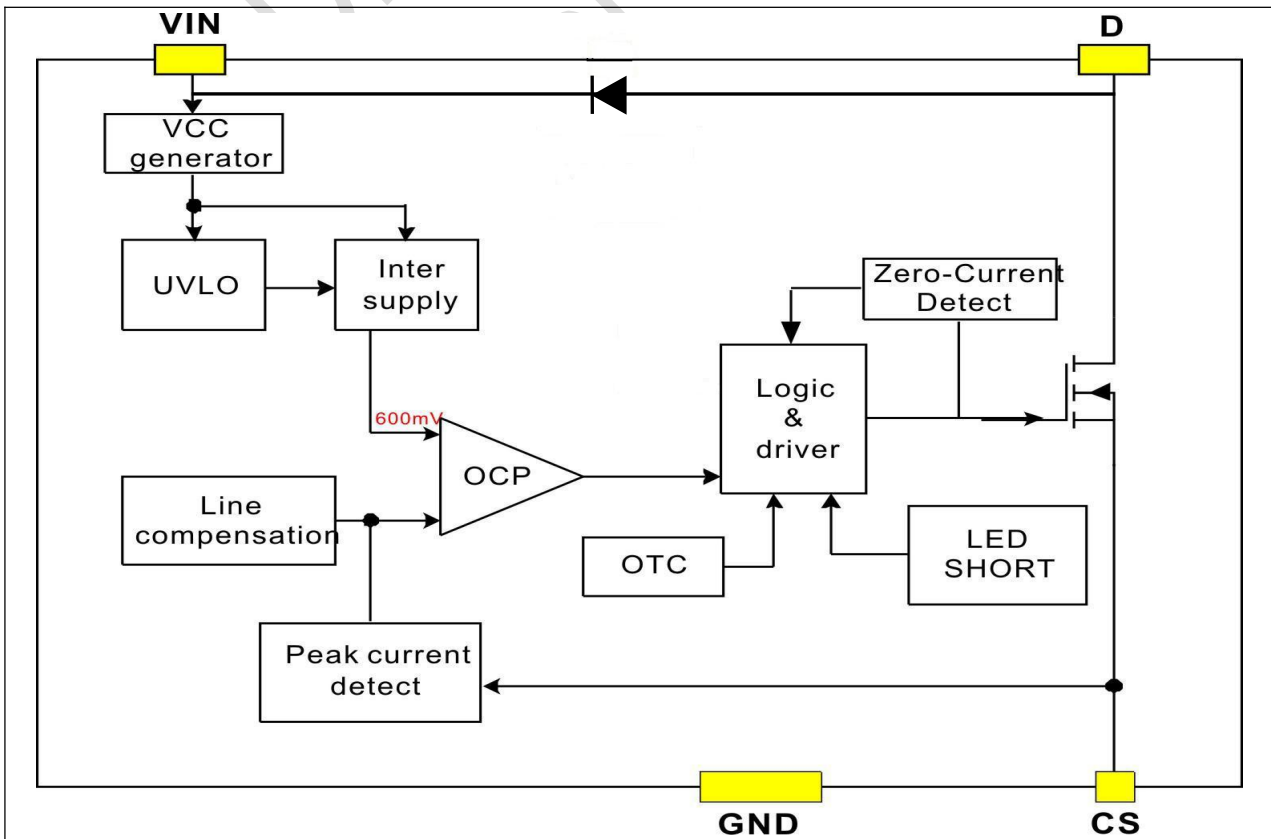 VIN
D
VCC
generator
UVLO
Inter
supply
Zero-Current
Detect
Logic
&
driver
600mV
OCP
Line
compensation
OTC
LED
SHORT
Peak current
detect
GND
CS